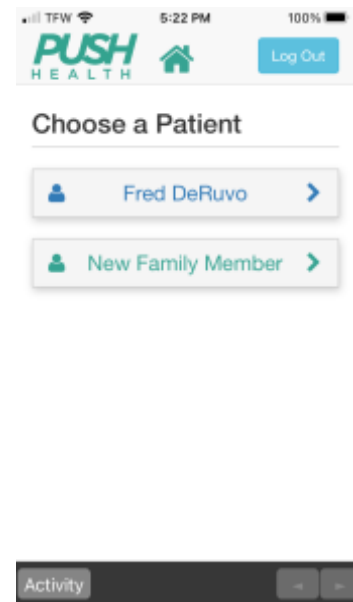 TFW 5:22 PM 100%
PUSH
HEALTH
Log Out
Choose a Patient
Fred DeRuvo
New Family Member
Activity